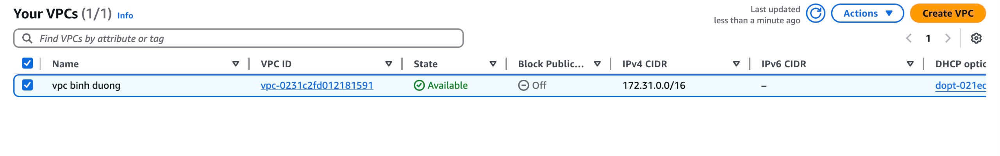 Your VPCs (1/1) Info
Last updated
less than a minute ago
Actions
Create VPC
Find VPCs by attribute or tag
1
Name VPC ID State Block Public... IPv4 CIDR IPv6 CIDR DHCP optic
vpc binh duong vpc-0231c2fd012181591 Available Off 172.31.0.0/16 – dopt-021ec